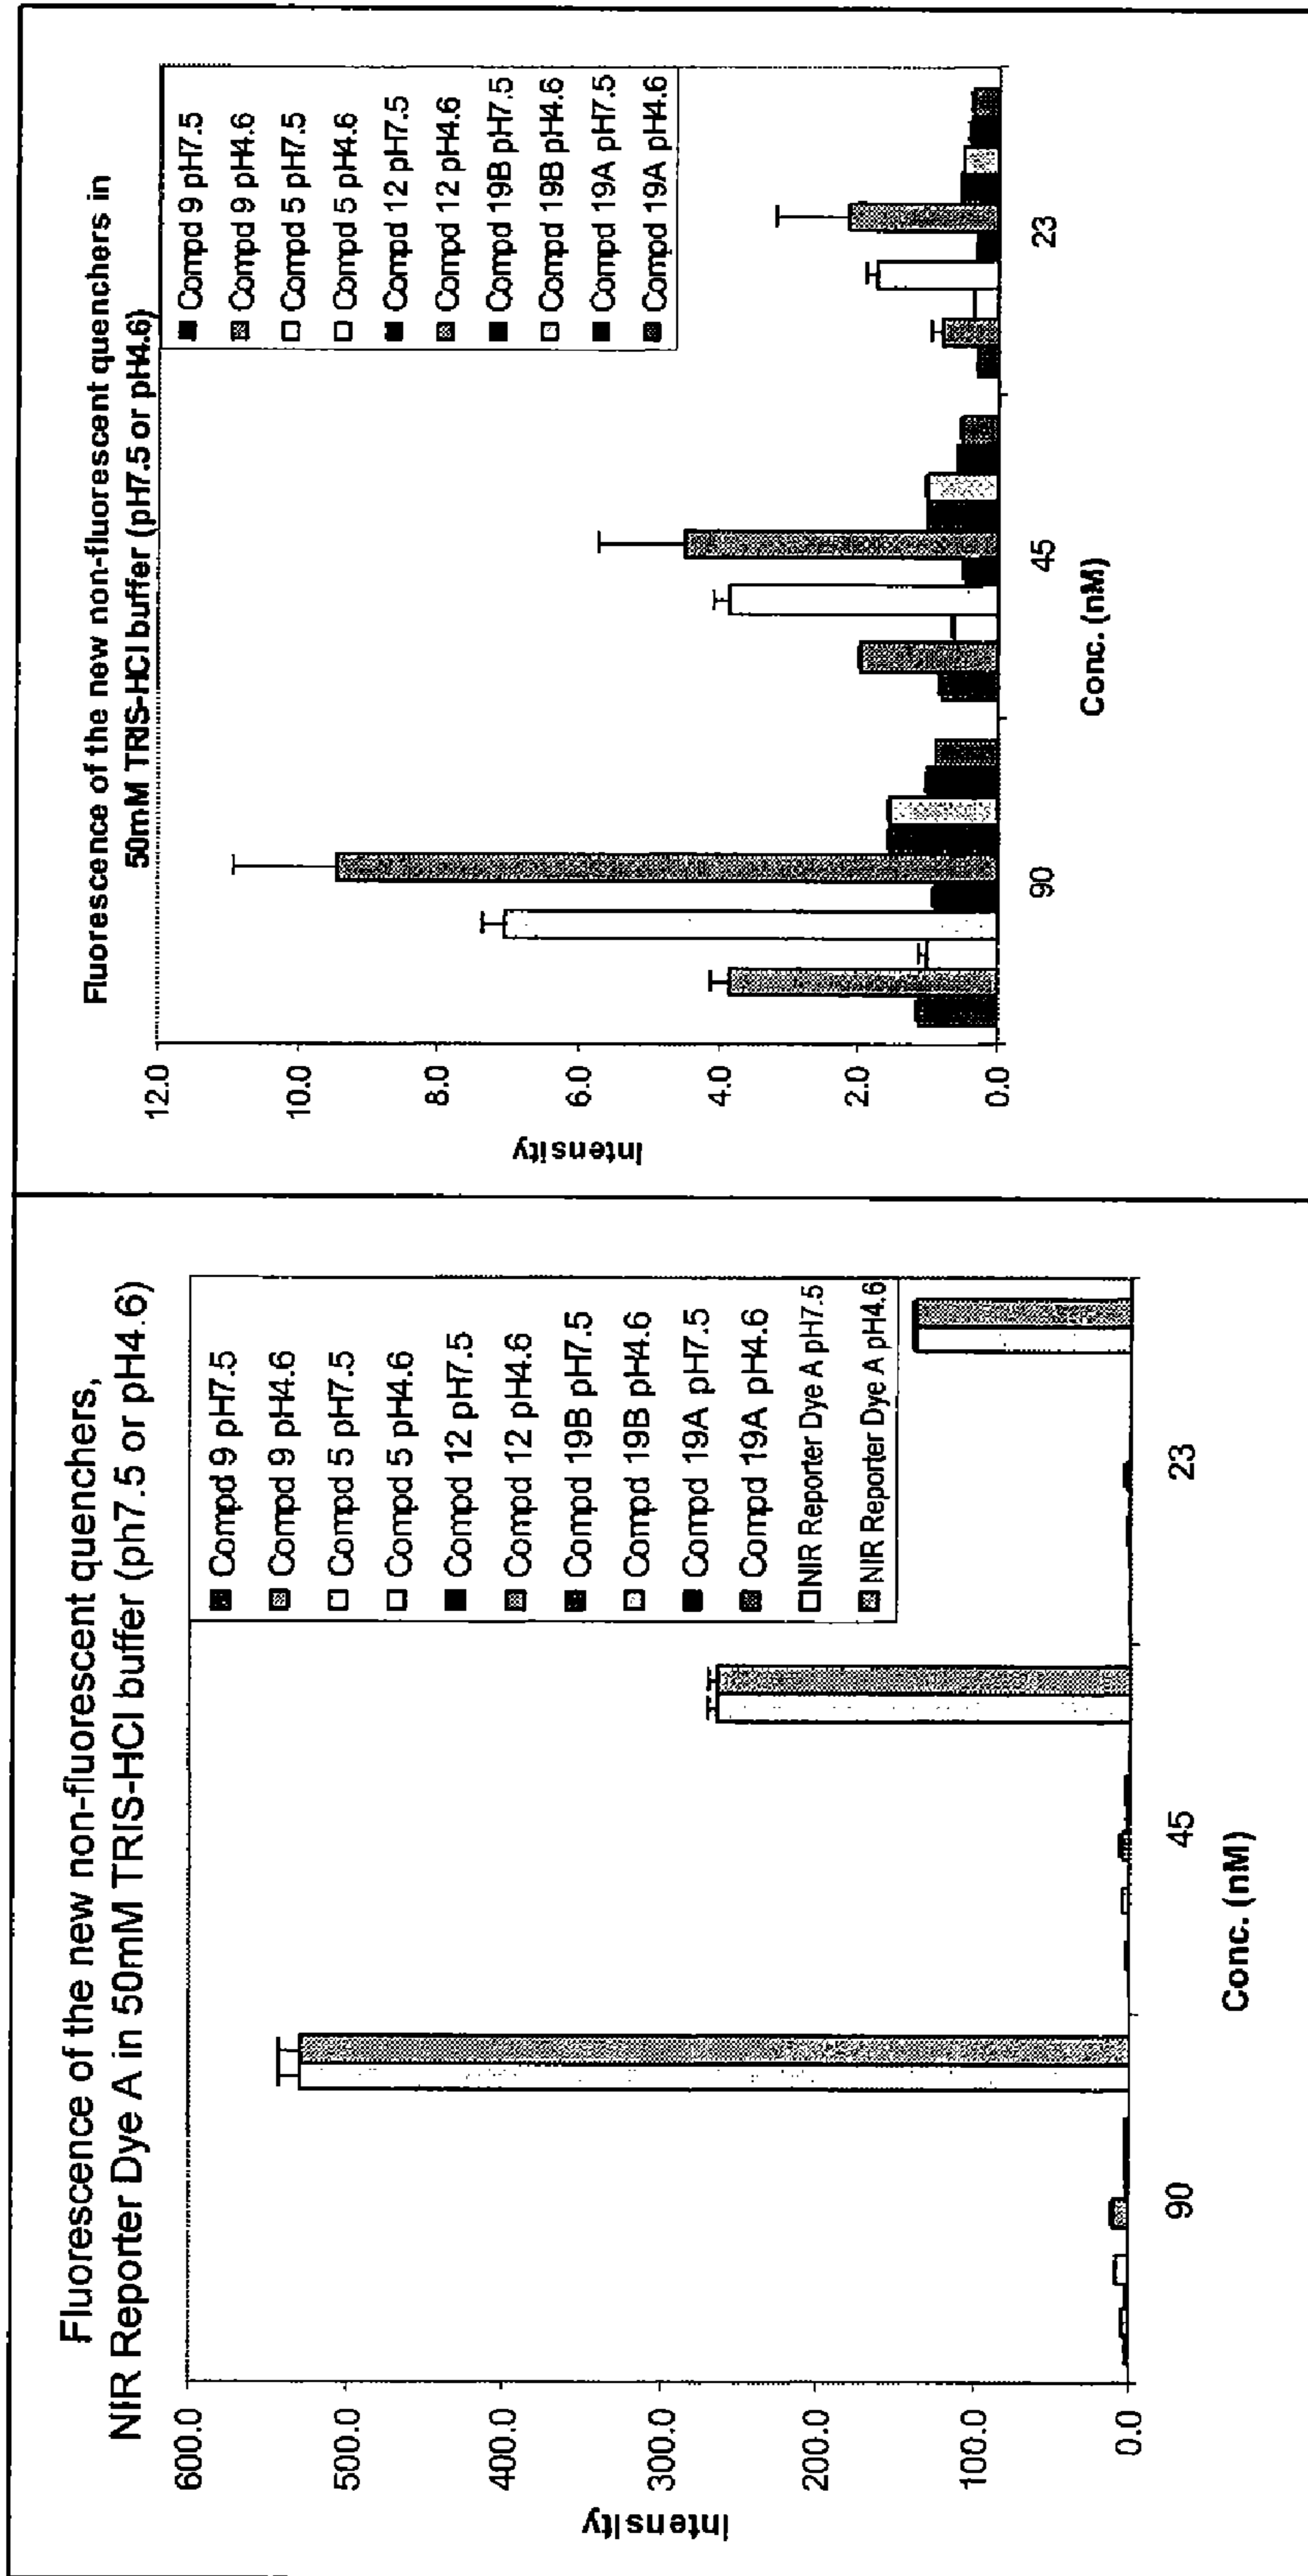 Fluorescence of the new non-fluorescent quenchers,
NIR Reporter Dye A in 50mM TRIS-HCl buffer (ph7.5 or pH4.6)
600.0
500.0
400.0
300.0
200.0
100.0
0.0
Intensity
Compd 9 pH7.5
Compd 9 pH4.6
Compd 5 pH7.5
Compd 5 pH4.6
Compd 12 pH7.5
Compd 12 pH4.6
Compd 19B pH7.5
Compd 19B pH4.6
Compd 19A pH7.5
Compd 19A pH4.6
NIR Reporter Dye A pH7.5
NIR Reporter Dye A pH4.6
90
45
23
Conc. (nM)
Fluorescence of the new non-fluorescent quenchers in
50mM TRIS-HCl buffer (pH7.5 or pH4.6)
12.0
10.0
8.0
6.0
4.0
2.0
0.0
Intensity
Compd 9 pH7.5
Compd 9 pH4.6
Compd 5 pH7.5
Compd 5 pH4.6
Compd 12 pH7.5
Compd 12 pH4.6
Compd 19B pH7.5
Compd 19B pH4.6
Compd 19A pH7.5
Compd 19A pH4.6
90
45
23
Conc. (nM)